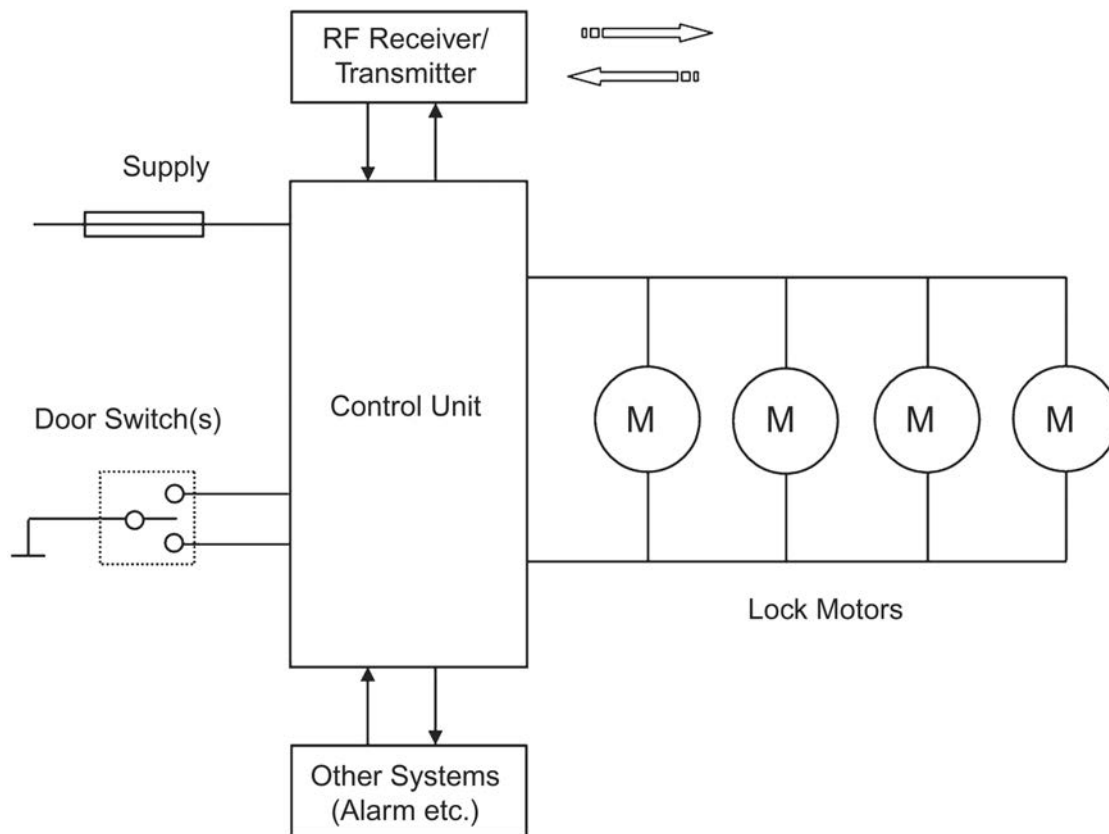 RF Receiver/
Transmitter
Supply
Control Unit
Door Switch(s)
M M M M
Lock Motors
Other Systems
(Alarm etc.)